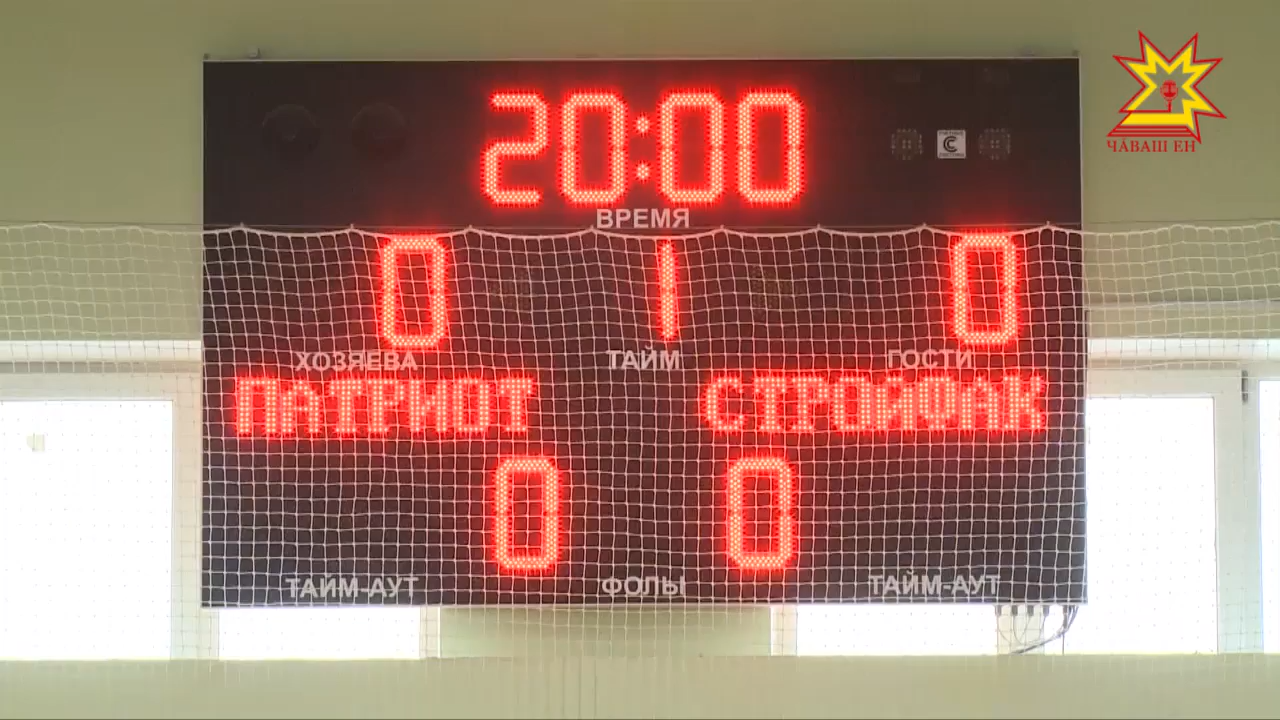 20:00
ВРЕМЯ
0 1 0
ХОЗЯЕВА ТАЙМ ГОСТИ
ПАТРИОТ СТРОЙФАК
0 0
ТАЙМ-АУТ ФОЛЫ ТАЙМ-АУТ
ЧӐВАШ ЕН